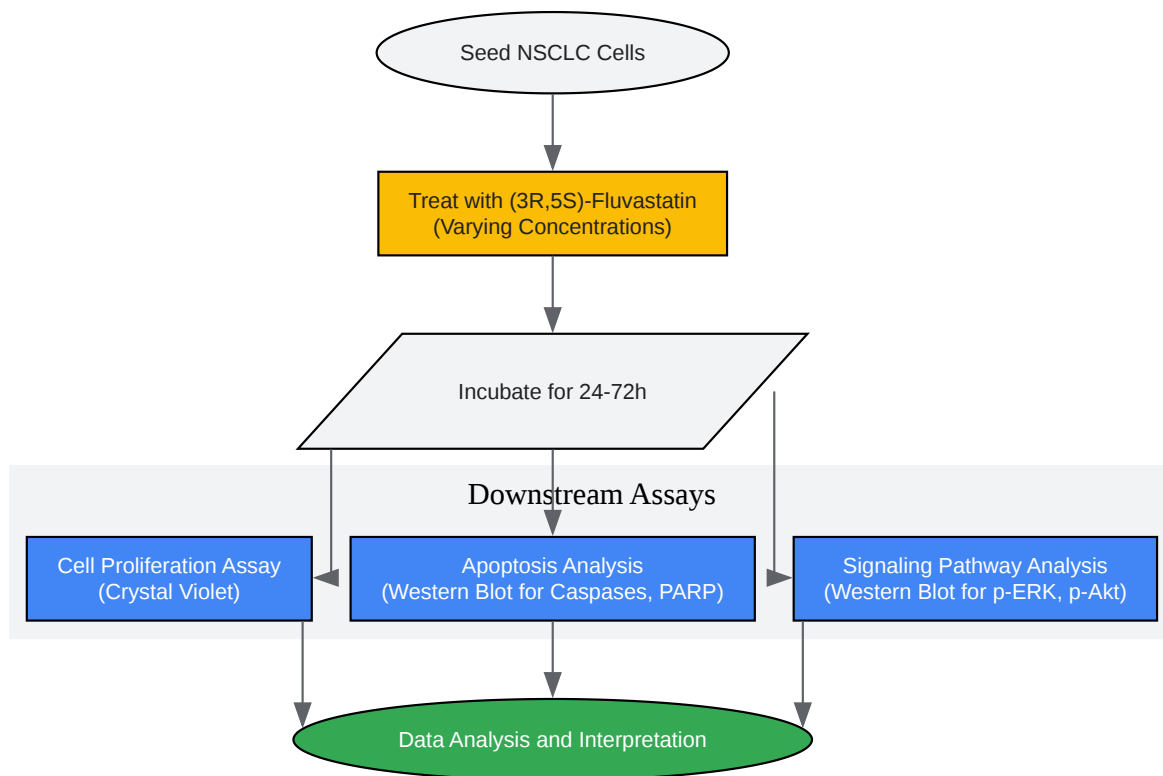 Seed NSCLC Cells
Treat with (3R,5S)-Fluvastatin
(Varying Concentrations)
Incubate for 24-72h
Downstream Assays
Cell Proliferation Assay
(Crystal Violet)
Apoptosis Analysis
(Western Blot for Caspases, PARP)
Signaling Pathway Analysis
(Western Blot for p-ERK, p-Akt)
Data Analysis and Interpretation